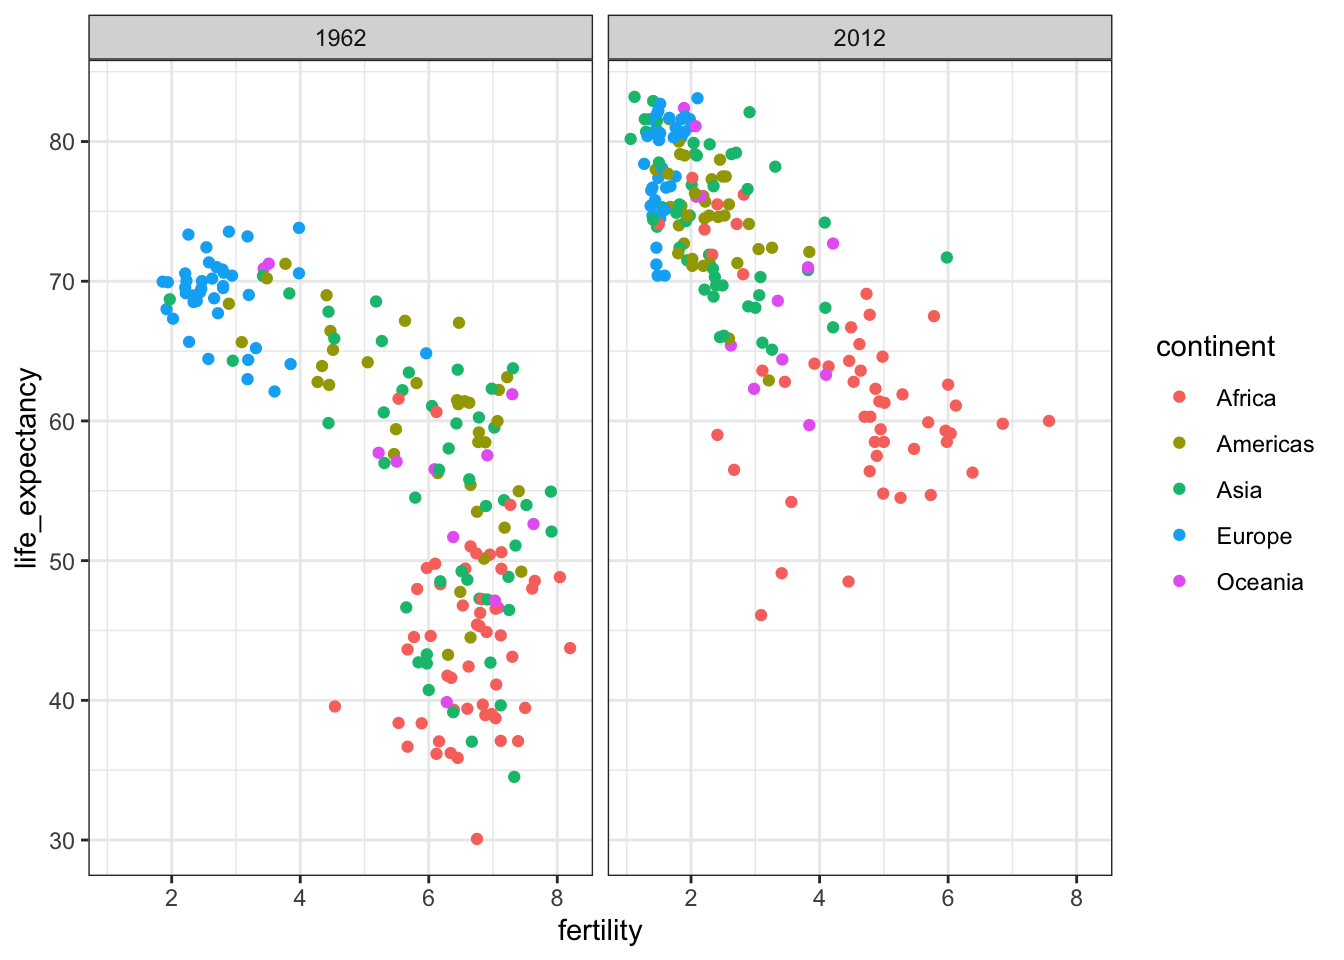 1962
2012
80
70
60
50
40
30
life_expectancy
2 4 6 8
2 4 6 8
fertility
continent
Africa
Americas
Asia
Europe
Oceania